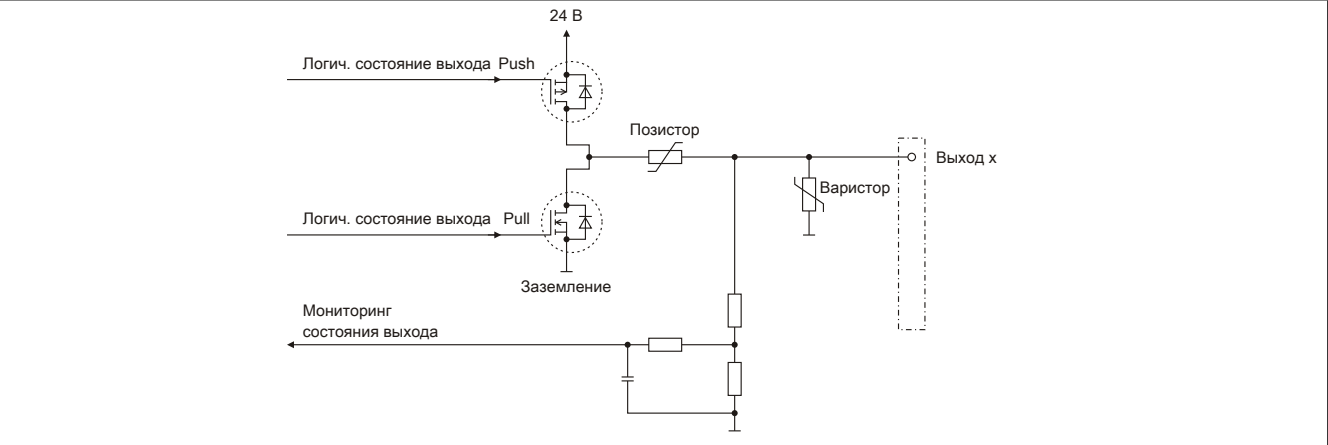 24 В
Логич. состояние выхода Push
Позистор
Выход x
Варистор
Логич. состояние выхода Pull
Заземление
Мониторинг
состояния выхода